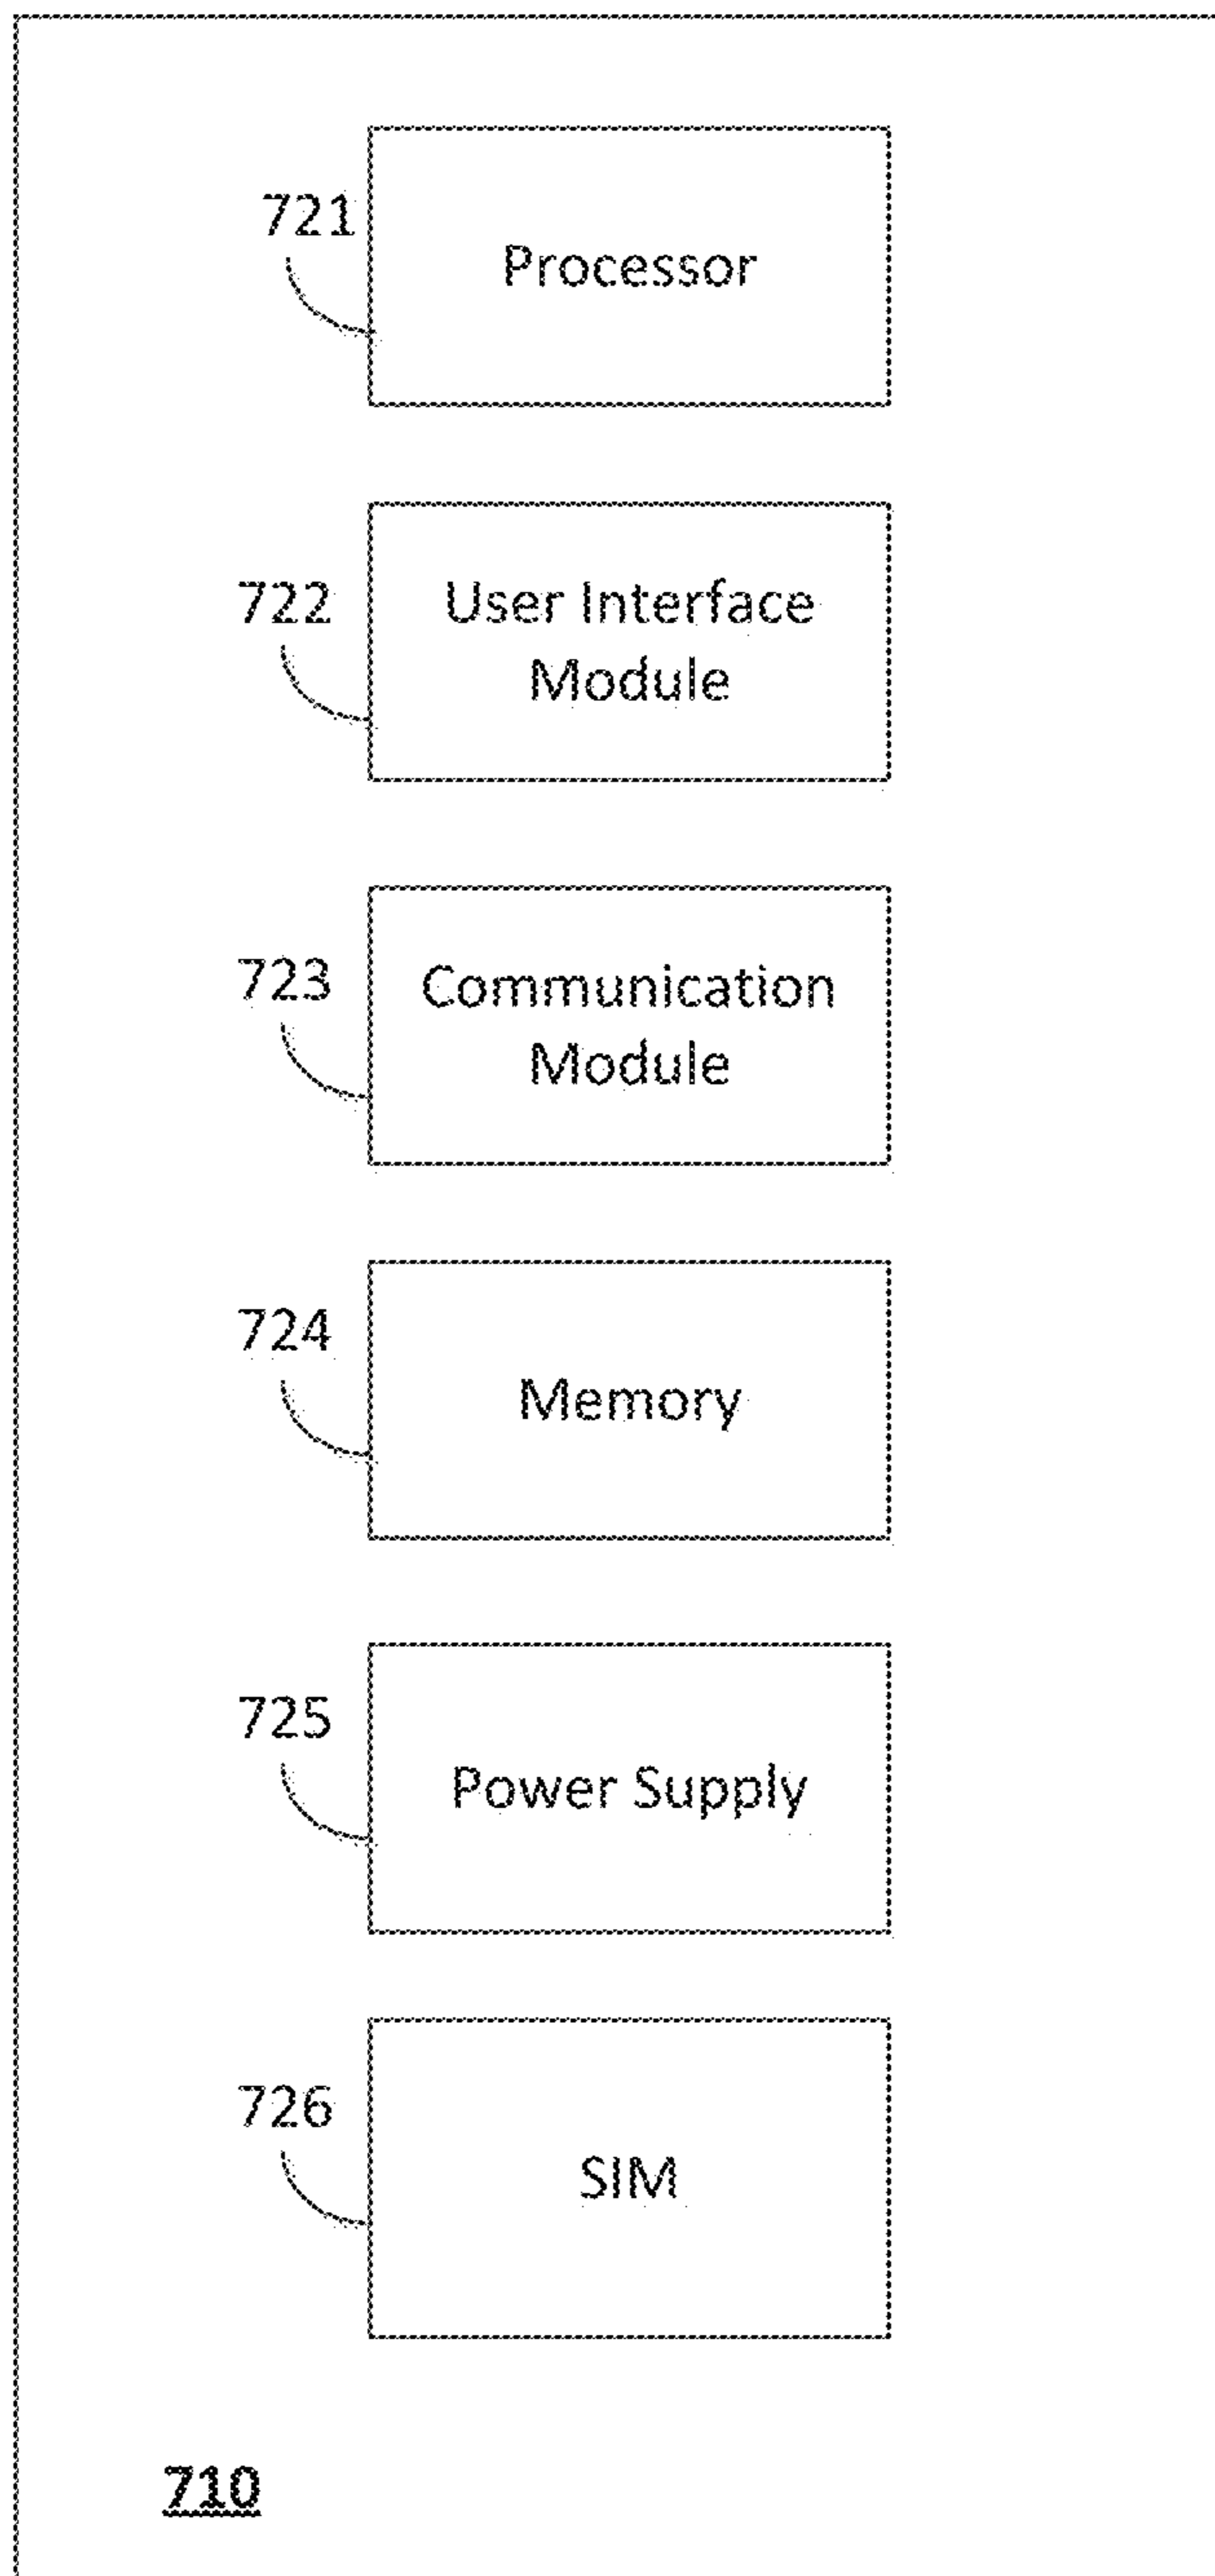 721
Processor
722
User Interface
Module
723
Communication
Module
724
Memory
725
Power Supply
726
SIM
710